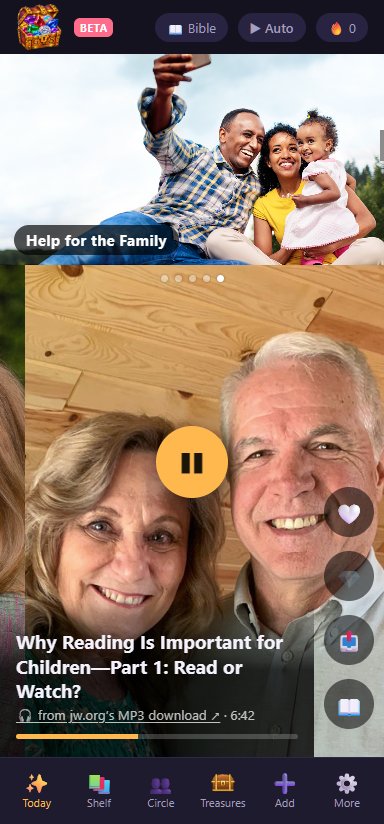 BETA
Bible
Auto
0
Help for the Family
Why Reading Is Important for
Children—Part 1: Read or
Watch?
from jw.org's MP3 download ↗ · 6:42
Today
Shelf
Circle
Treasures
Add
More